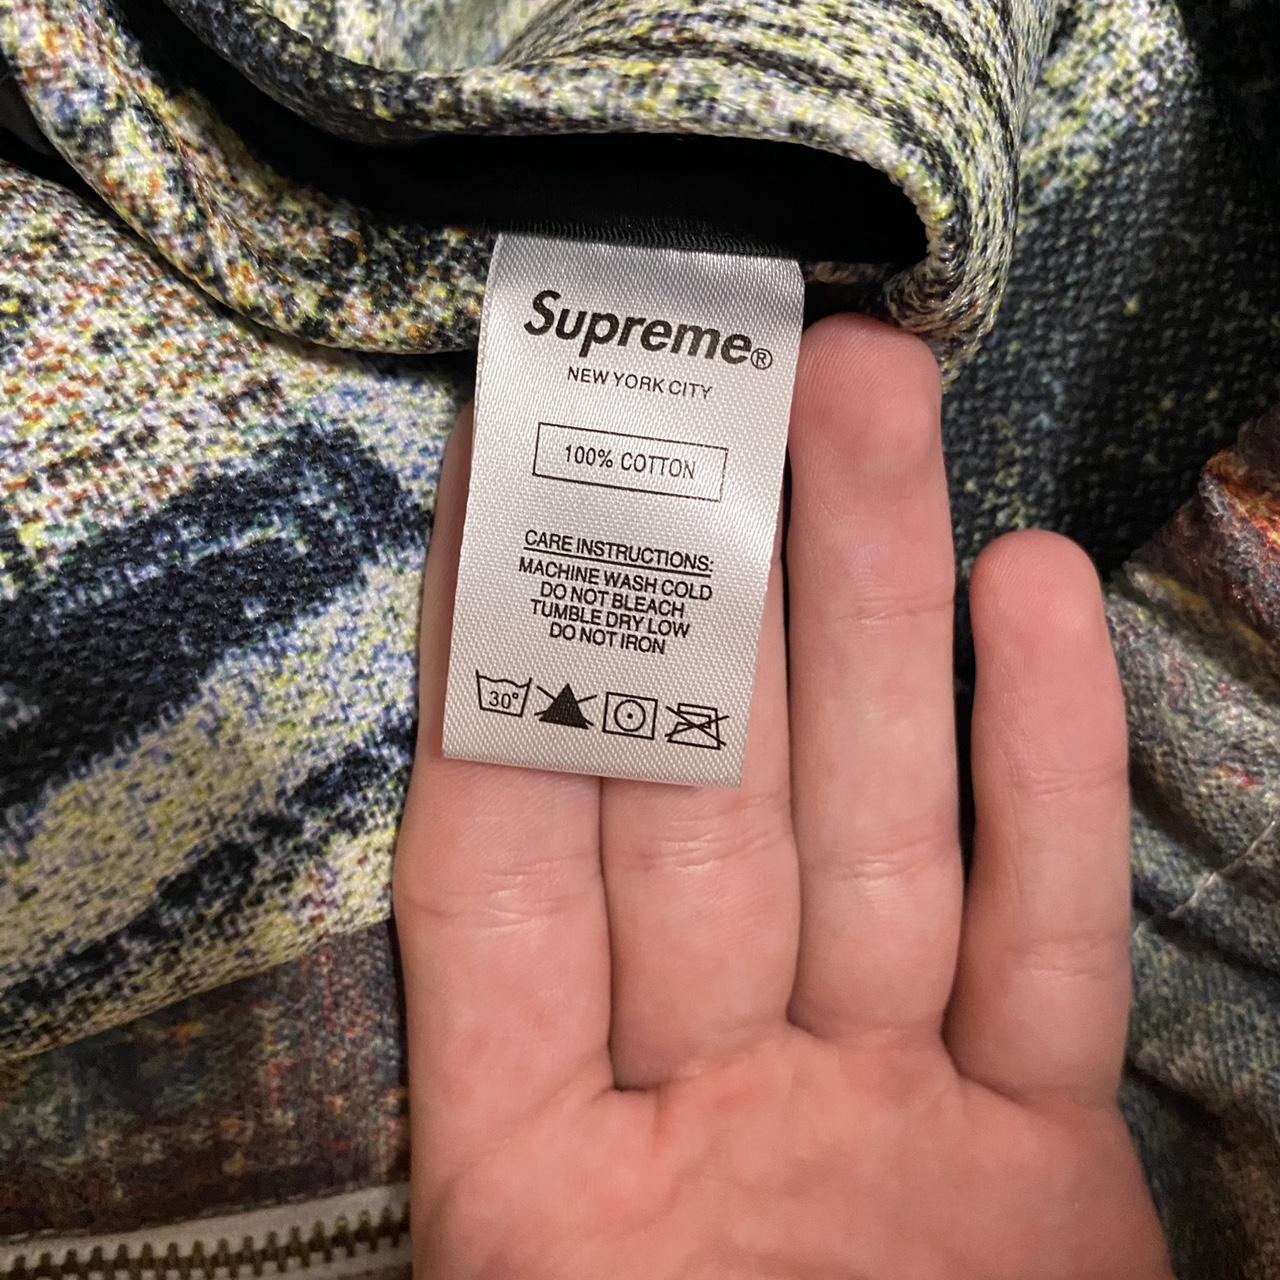 Supreme®
NEW YORK CITY
100% COTTON
CARE INSTRUCTIONS:
MACHINE WASH COLD
DO NOT BLEACH
TUMBLE DRY LOW
DO NOT IRON
30°